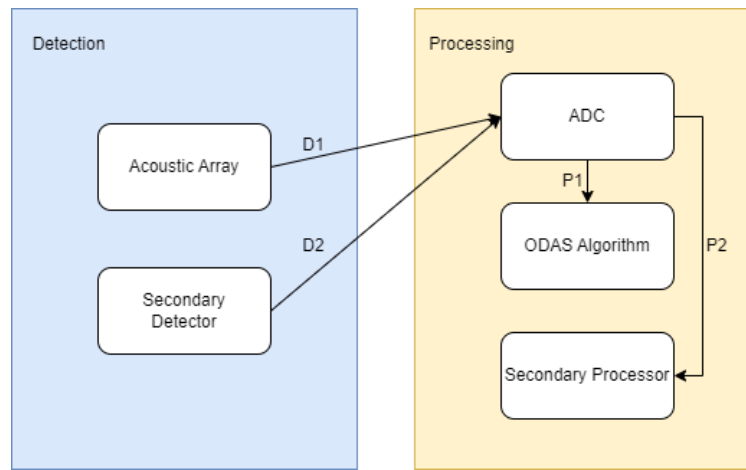 Detection
Processing
Acoustic Array
D1
ADC
P1
D2
ODAS Algorithm
P2
Secondary
Detector
Secondary Processor